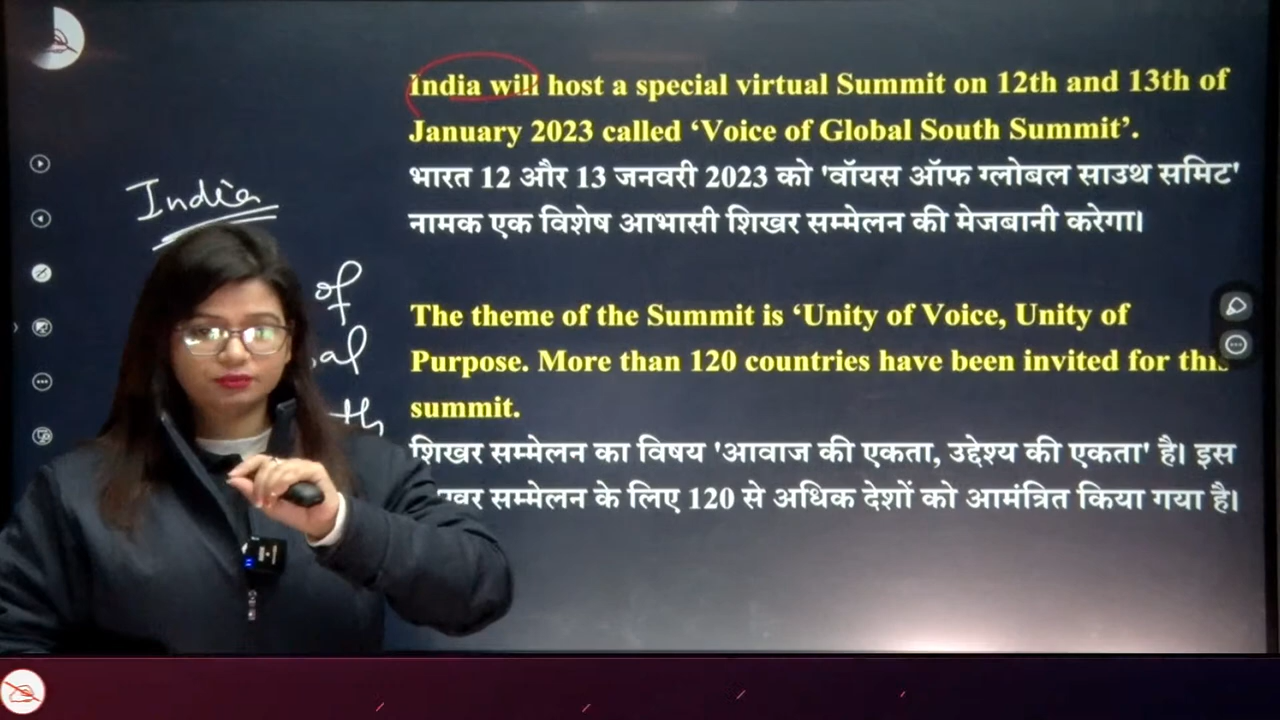 India will host a special virtual Summit on 12th and 13th of
January 2023 called ‘Voice of Global South Summit’.
भारत 12 और 13 जनवरी 2023 को 'वॉयस ऑफ ग्लोबल साउथ समिट'
नामक एक विशेष आभासी शिखर सम्मेलन की मेजबानी करेगा।
India
of
The theme of the Summit is ‘Unity of Voice, Unity of
Purpose. More than 120 countries have been invited for this
summit.
शिखर सम्मेलन का विषय 'आवाज की एकता, उद्देश्य की एकता' है। इस
सम्मेलन के लिए 120 से अधिक देशों को आमंत्रित किया गया है।